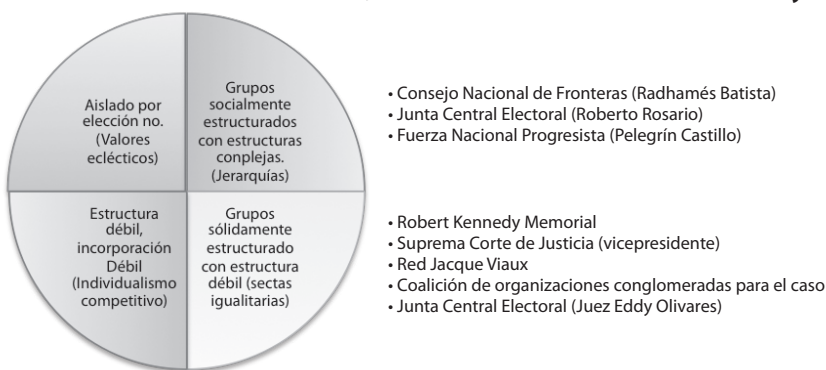 Aislado por
elección no.
(Valores
eclécticos)
Grupos
socialmente
estructurados
con estructuras
conplejas.
(Jerarquías)
• Consejo Nacional de Fronteras (Radhamés Batista)
• Junta Central Electoral (Roberto Rosario)
• Fuerza Nacional Progresista (Pelegrín Castillo)
Estructura
débil,
incorporación
Débil
(Individualismo
competitivo)
Grupos
sólidamente
estructurado
con estructura
débil (sectas
igualitarias)
• Robert Kennedy Memorial
• Suprema Corte de Justicia (vicepresidente)
• Red Jacque Viaux
• Coalición de organizaciones conglomeradas para el caso
• Junta Central Electoral (Juez Eddy Olivares)